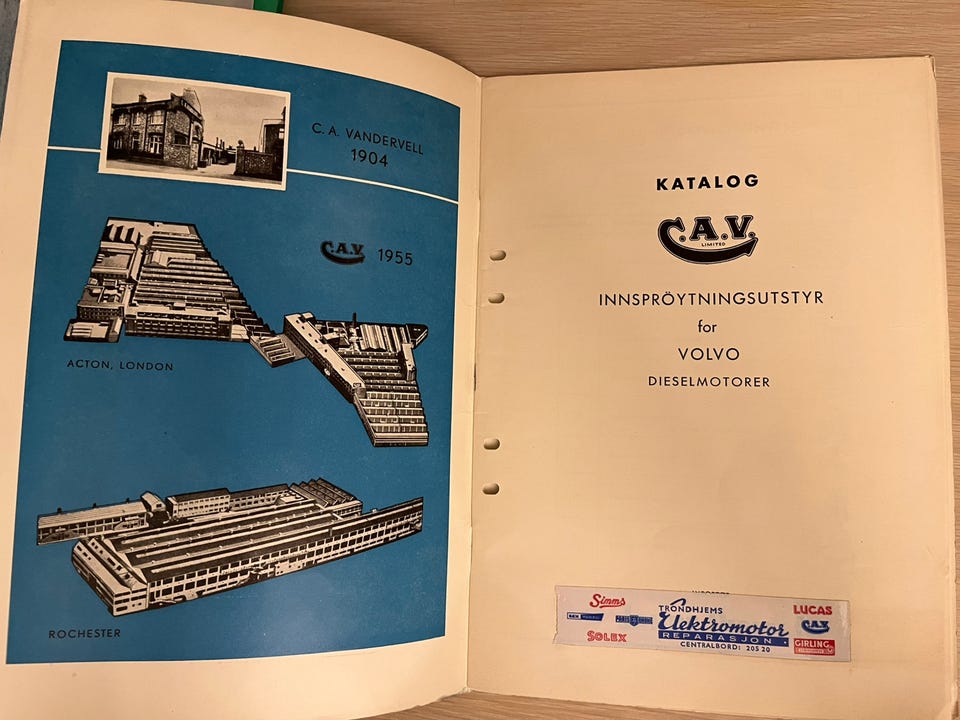 C. A. VANDERVELL
1904
C.A.V. 1955
ACTON, LONDON
ROCHESTER
KATALOG
C.A.V.
LIMITED
INNSPRÖYTNINGSUTSTYR
for
VOLVO
DIESELMOTORER
Simms
SOLEX
TRONDHJEMS
Elektromotor
REPARASJON
CENTRALBORD: 205 20
LUCAS
CAV
GIRLING